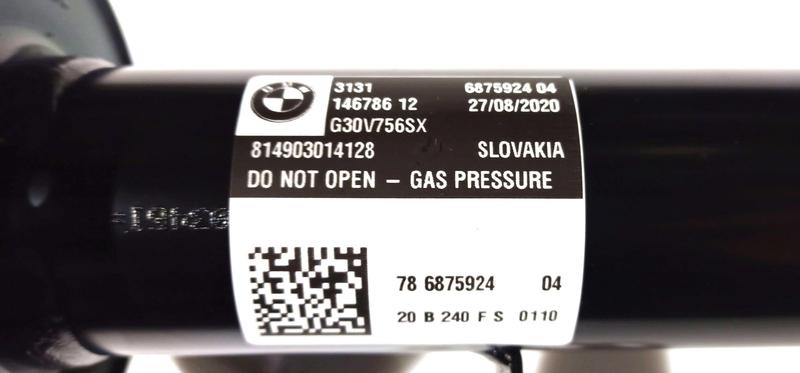 BMW
3131 6875924 04
146786 12 27/08/2020
G30V756SX
814903014128 SLOVAKIA
DO NOT OPEN – GAS PRESSURE
78 6875924 04
20 B 240 F S 0110